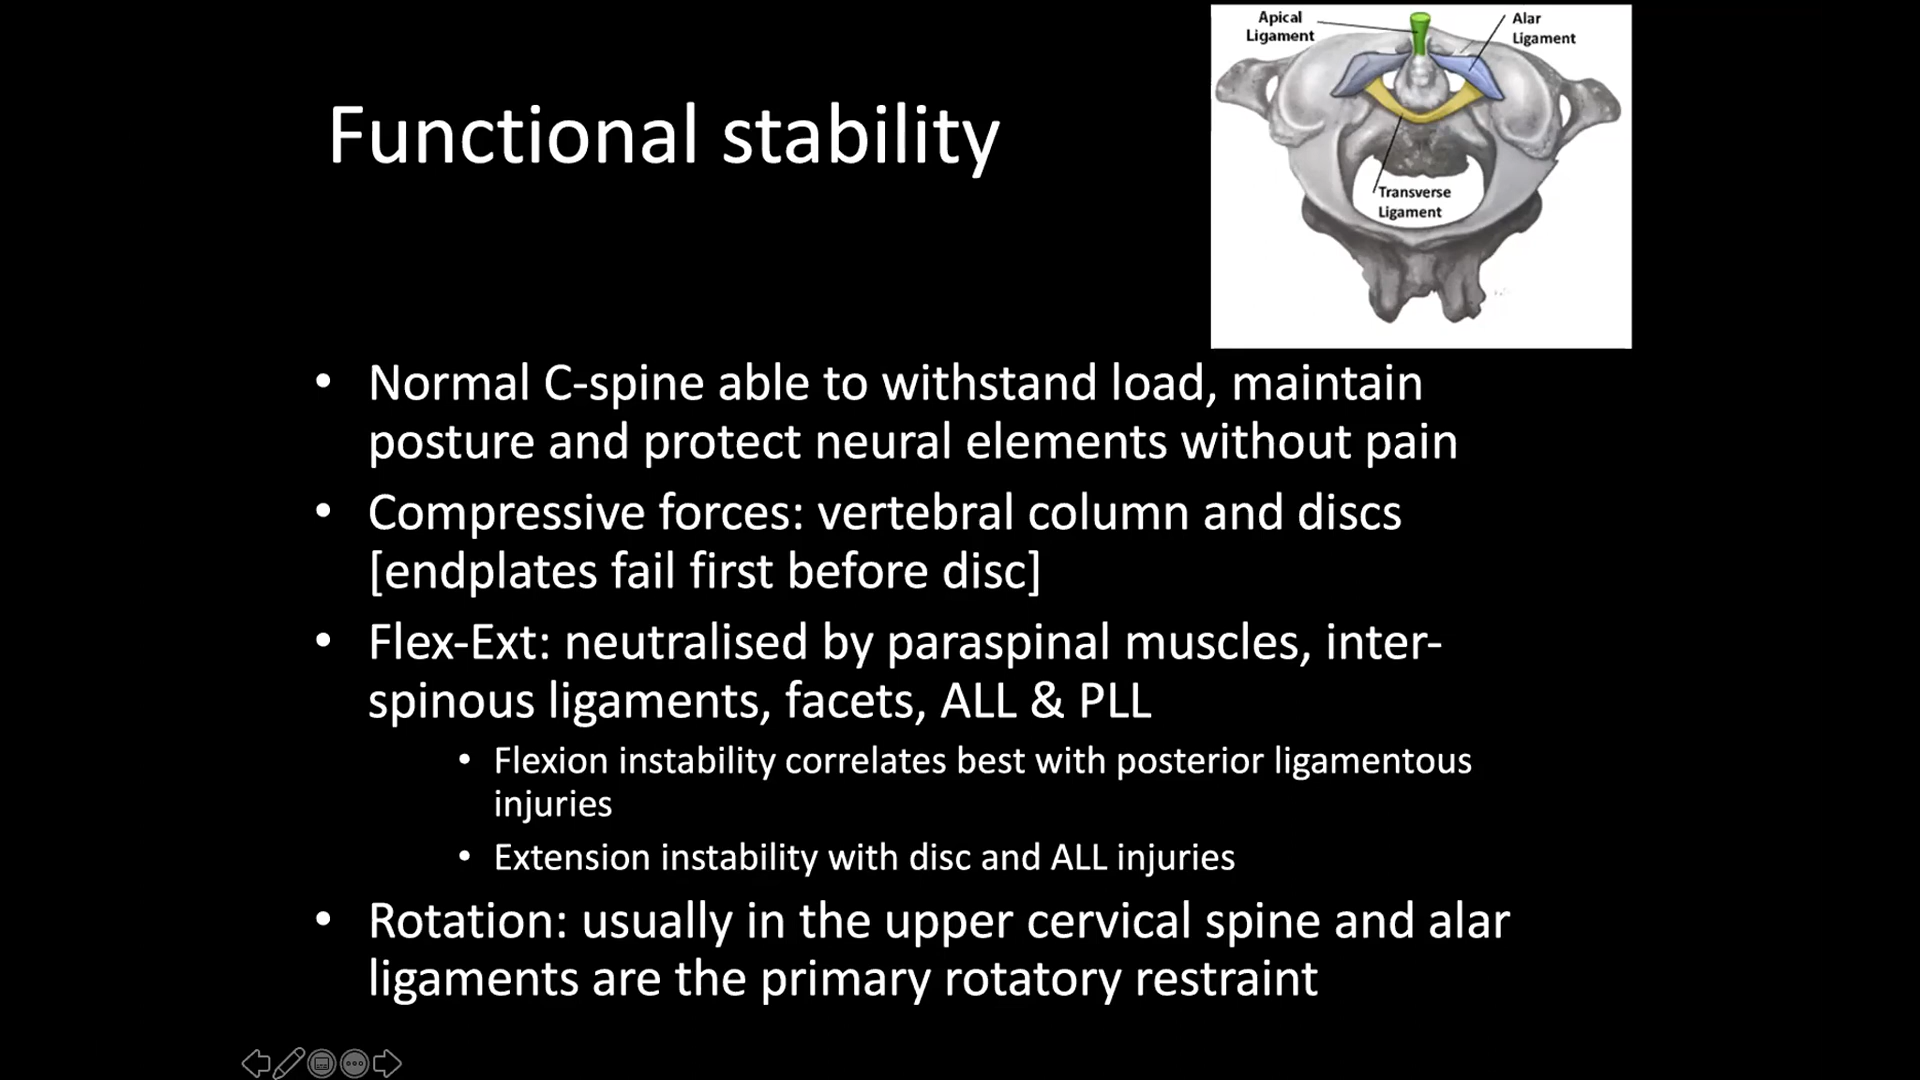 Apical
Ligament
Alar
Ligament
Transverse
Ligament
Functional stability
• Normal C-spine able to withstand load, maintain
posture and protect neural elements without pain
• Compressive forces: vertebral column and discs
[endplates fail first before disc]
• Flex-Ext: neutralised by paraspinal muscles, inter-
spinous ligaments, facets, ALL & PLL
• Flexion instability correlates best with posterior ligamentous
injuries
• Extension instability with disc and ALL injuries
• Rotation: usually in the upper cervical spine and alar
ligaments are the primary rotatory restraint